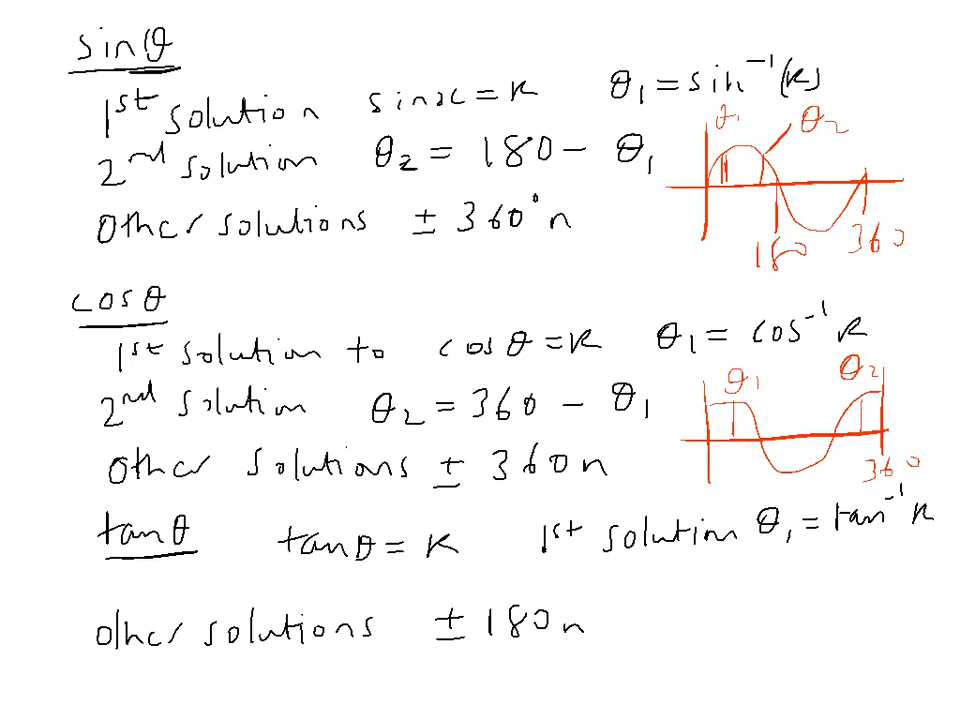 sinθ
1st solution sinx = k θ1 = sin⁻¹(k)
2nd solution θ2 = 180 − θ1
θ1 θ2
other solutions ± 360°n
180 360
cosθ
1st solution to cosθ = k θ1 = cos⁻¹ k
2nd solution θ2 = 360 − θ1
θ1 θ2
other solutions ± 360n
360
tanθ tanθ = k 1st solution θ1 = tan⁻¹ k
other solutions ± 180n